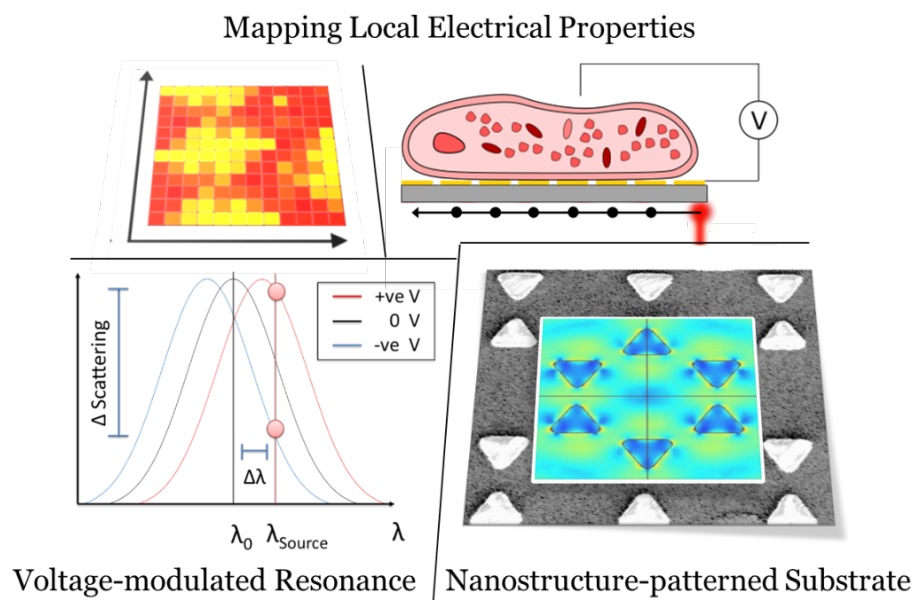 Mapping Local Electrical Properties
V
+ve V
0 V
-ve V
Δ Scattering
Δλ
λ0 λSource λ
Voltage-modulated Resonance
Nanostructure-patterned Substrate